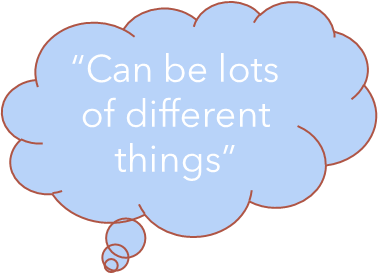 “Can be lots
of different
things”